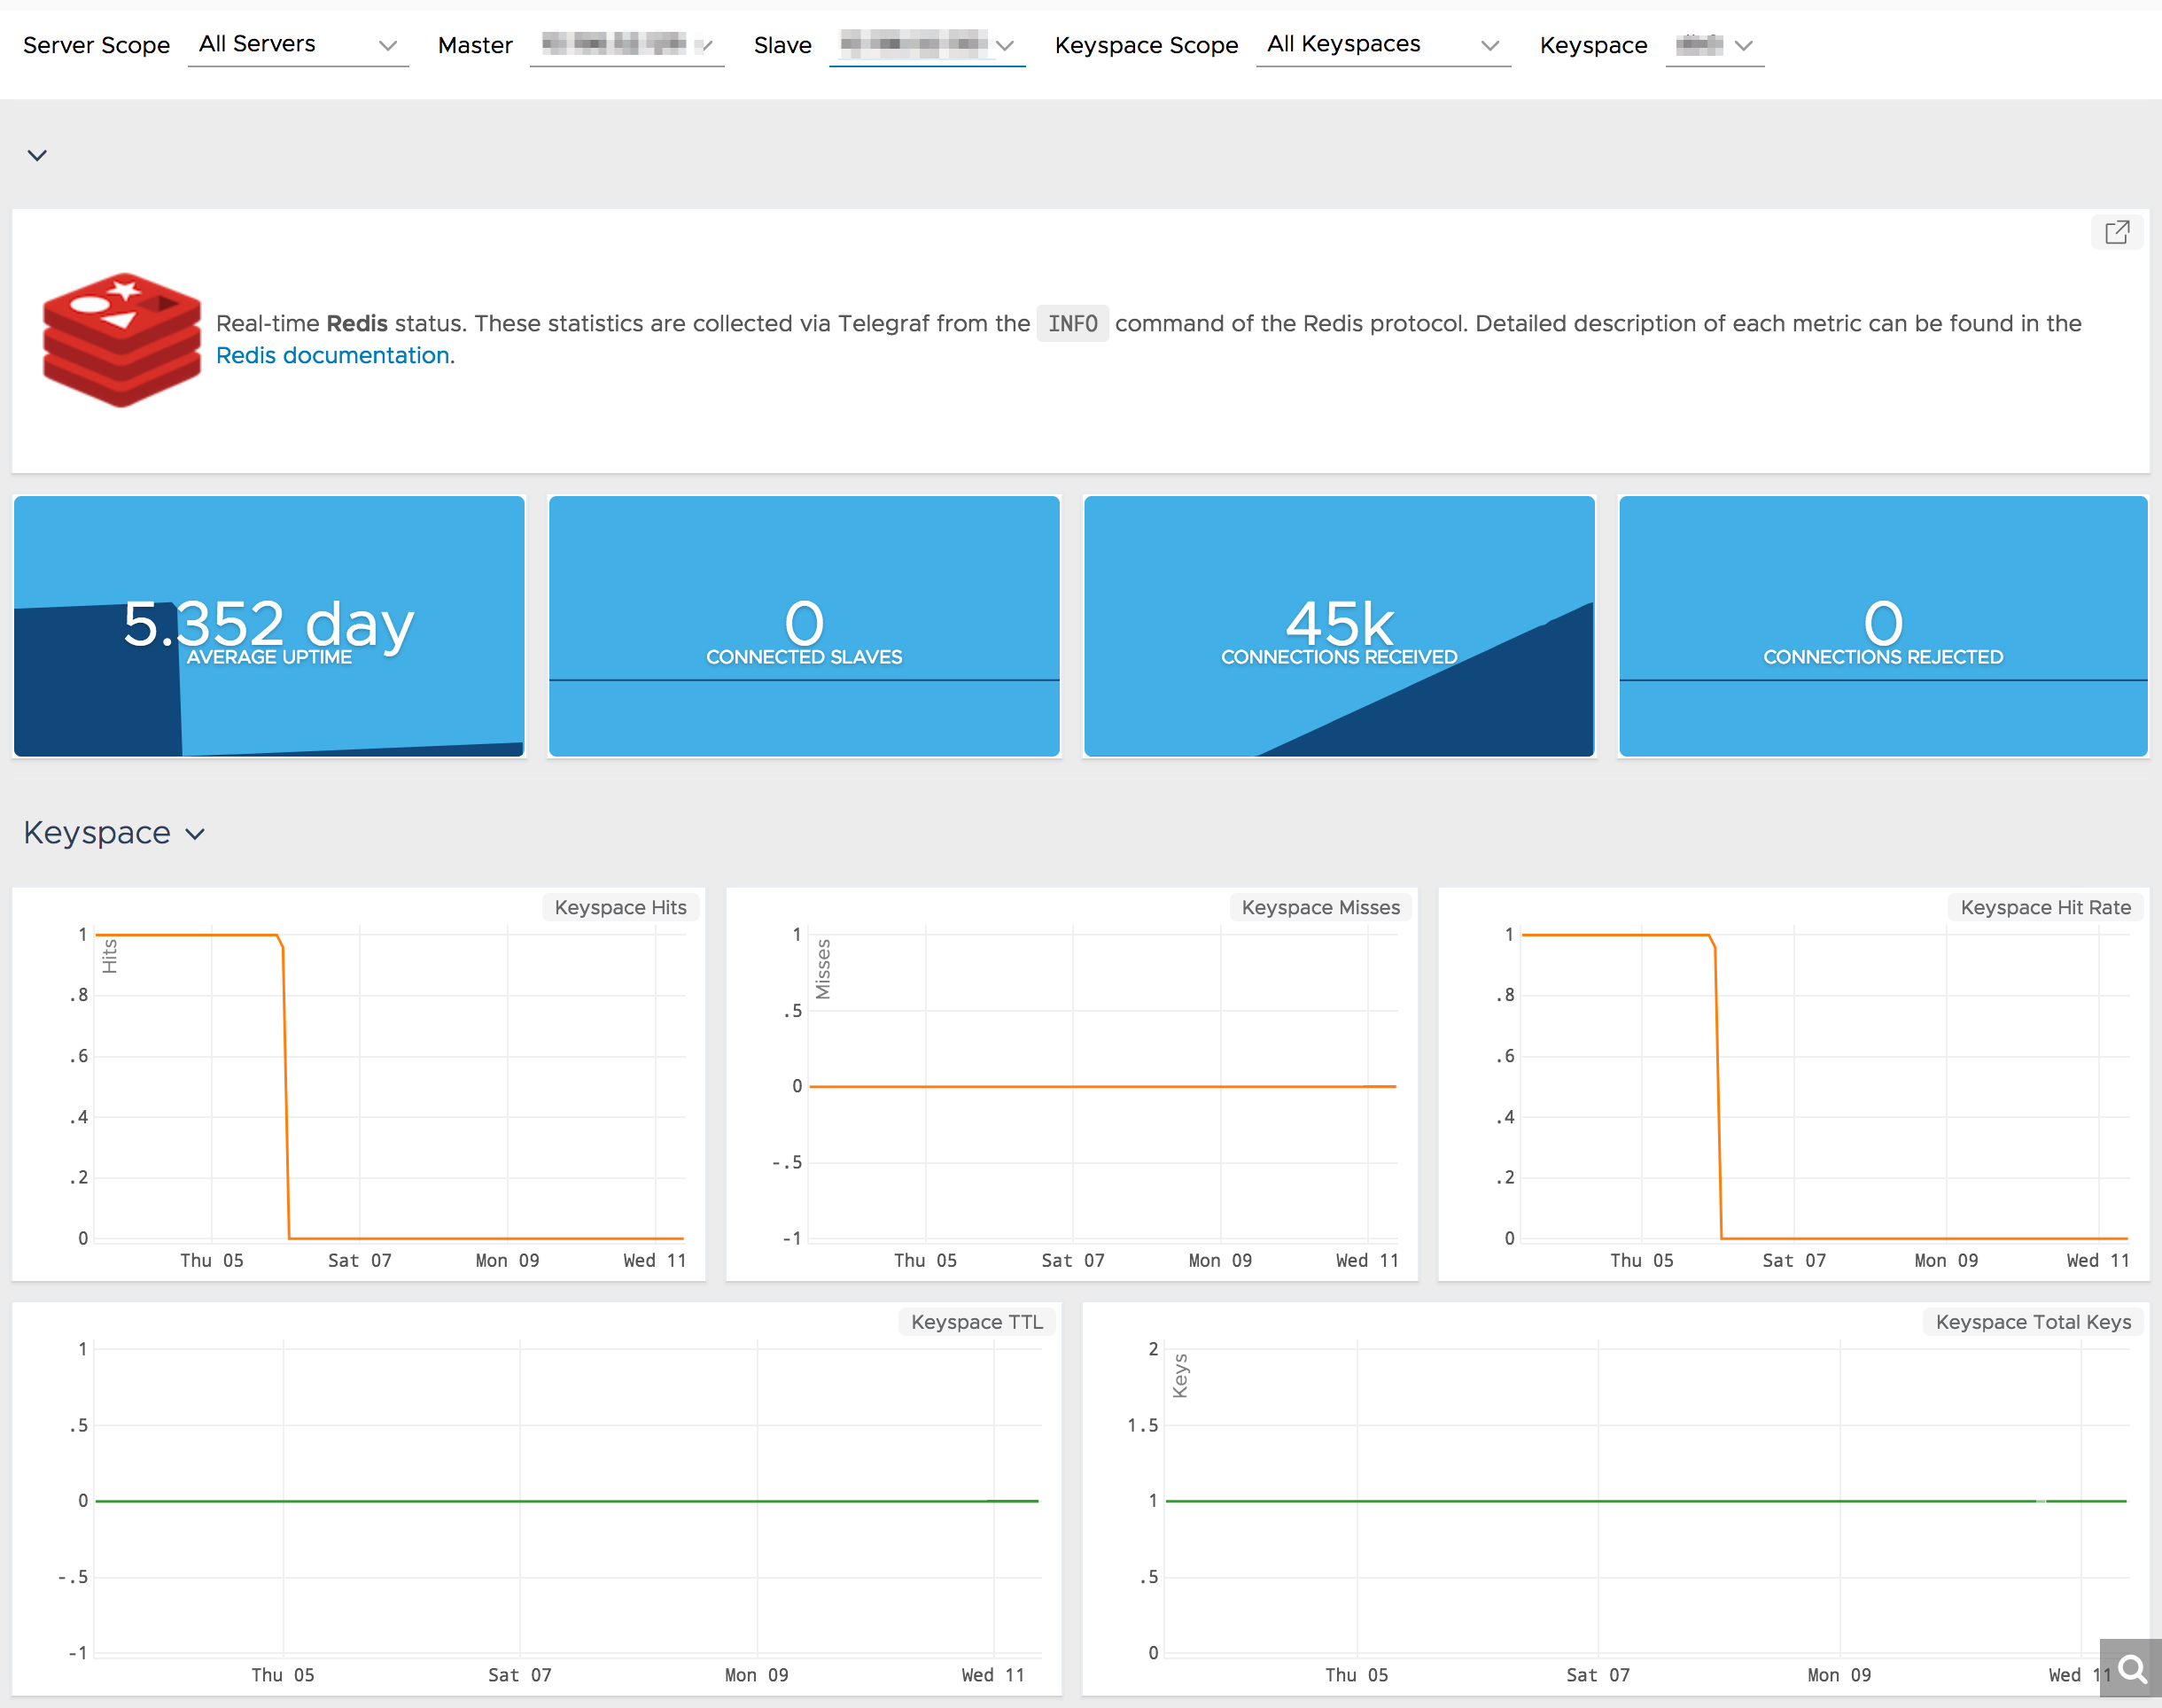 Server Scope All Servers Master Slave Keyspace Scope All Keyspaces Keyspace
Real-time Redis status. These statistics are collected via Telegraf from the INFO command of the Redis protocol. Detailed description of each metric can be found in the
Redis documentation.
5.352 day
AVERAGE UPTIME
0
CONNECTED SLAVES
45k
CONNECTIONS RECEIVED
0
CONNECTIONS REJECTED
Keyspace
Keyspace Hits
Hits
1
.8
.6
.4
.2
0
Thu 05 Sat 07 Mon 09 Wed 11
Keyspace Misses
Misses
1
.5
0
-.5
-1
Thu 05 Sat 07 Mon 09 Wed 11
Keyspace Hit Rate
1
.8
.6
.4
.2
0
Thu 05 Sat 07 Mon 09 Wed 11
Keyspace TTL
1
.5
0
-.5
-1
Thu 05 Sat 07 Mon 09 Wed 11
Keyspace Total Keys
Keys
2
1.5
1
.5
0
Thu 05 Sat 07 Mon 09 Wed 11